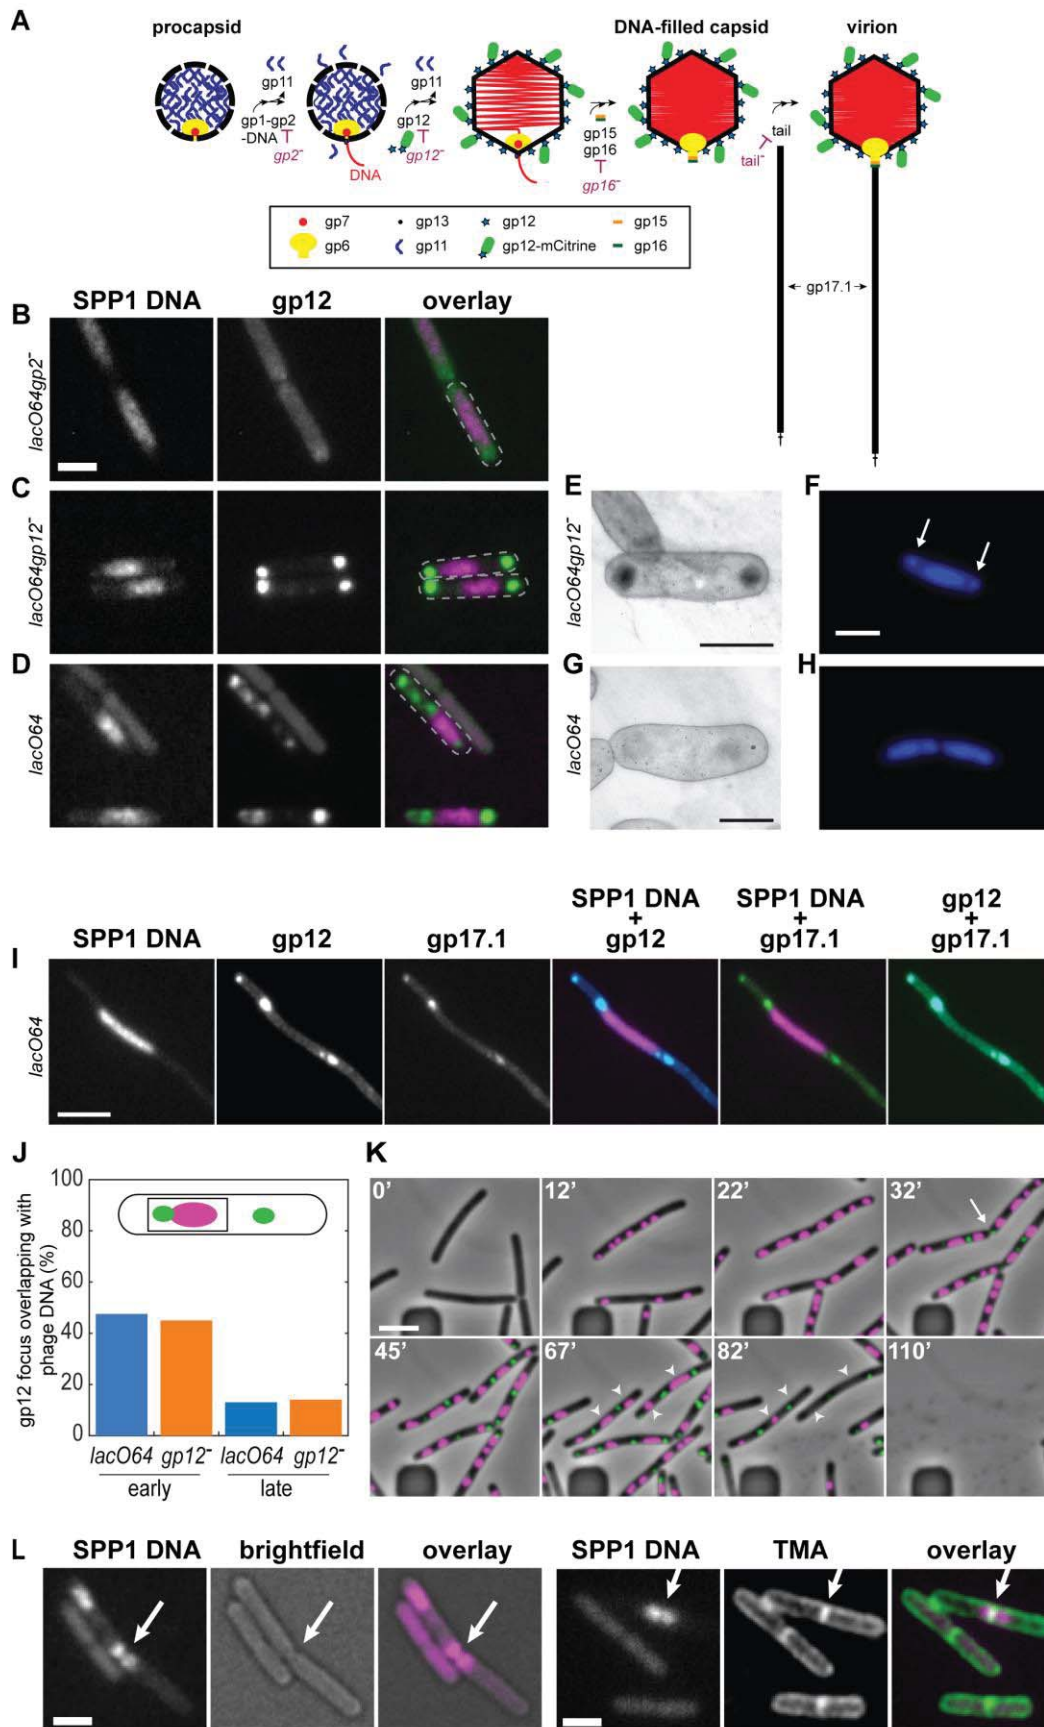 A
procapsid
DNA-filled capsid
virion
gp11
gp11
gp1-gp2
-DNA
gp2⁻
gp12
gp12⁻
DNA
gp15
gp16
gp16⁻
tail
tail⁻
gp7
gp13
gp12
gp15
gp6
gp11
gp12-mCitrine
gp16
gp17.1
SPP1 DNA
gp12
overlay
B
lacO64gp2⁻
C
lacO64gp12⁻
D
lacO64
E
lacO64gp12⁻
F
G
lacO64
H
SPP1 DNA
gp12
gp17.1
SPP1 DNA
+
gp12
SPP1 DNA
+
gp17.1
gp12
+
gp17.1
I
lacO64
J
gp12 focus overlapping with
phage DNA (%)
100
80
60
40
20
0
lacO64 gp12⁻ lacO64 gp12⁻
early late
K
0' 12' 22' 32'
45' 67' 82' 110'
L
SPP1 DNA brightfield overlay
SPP1 DNA TMA overlay